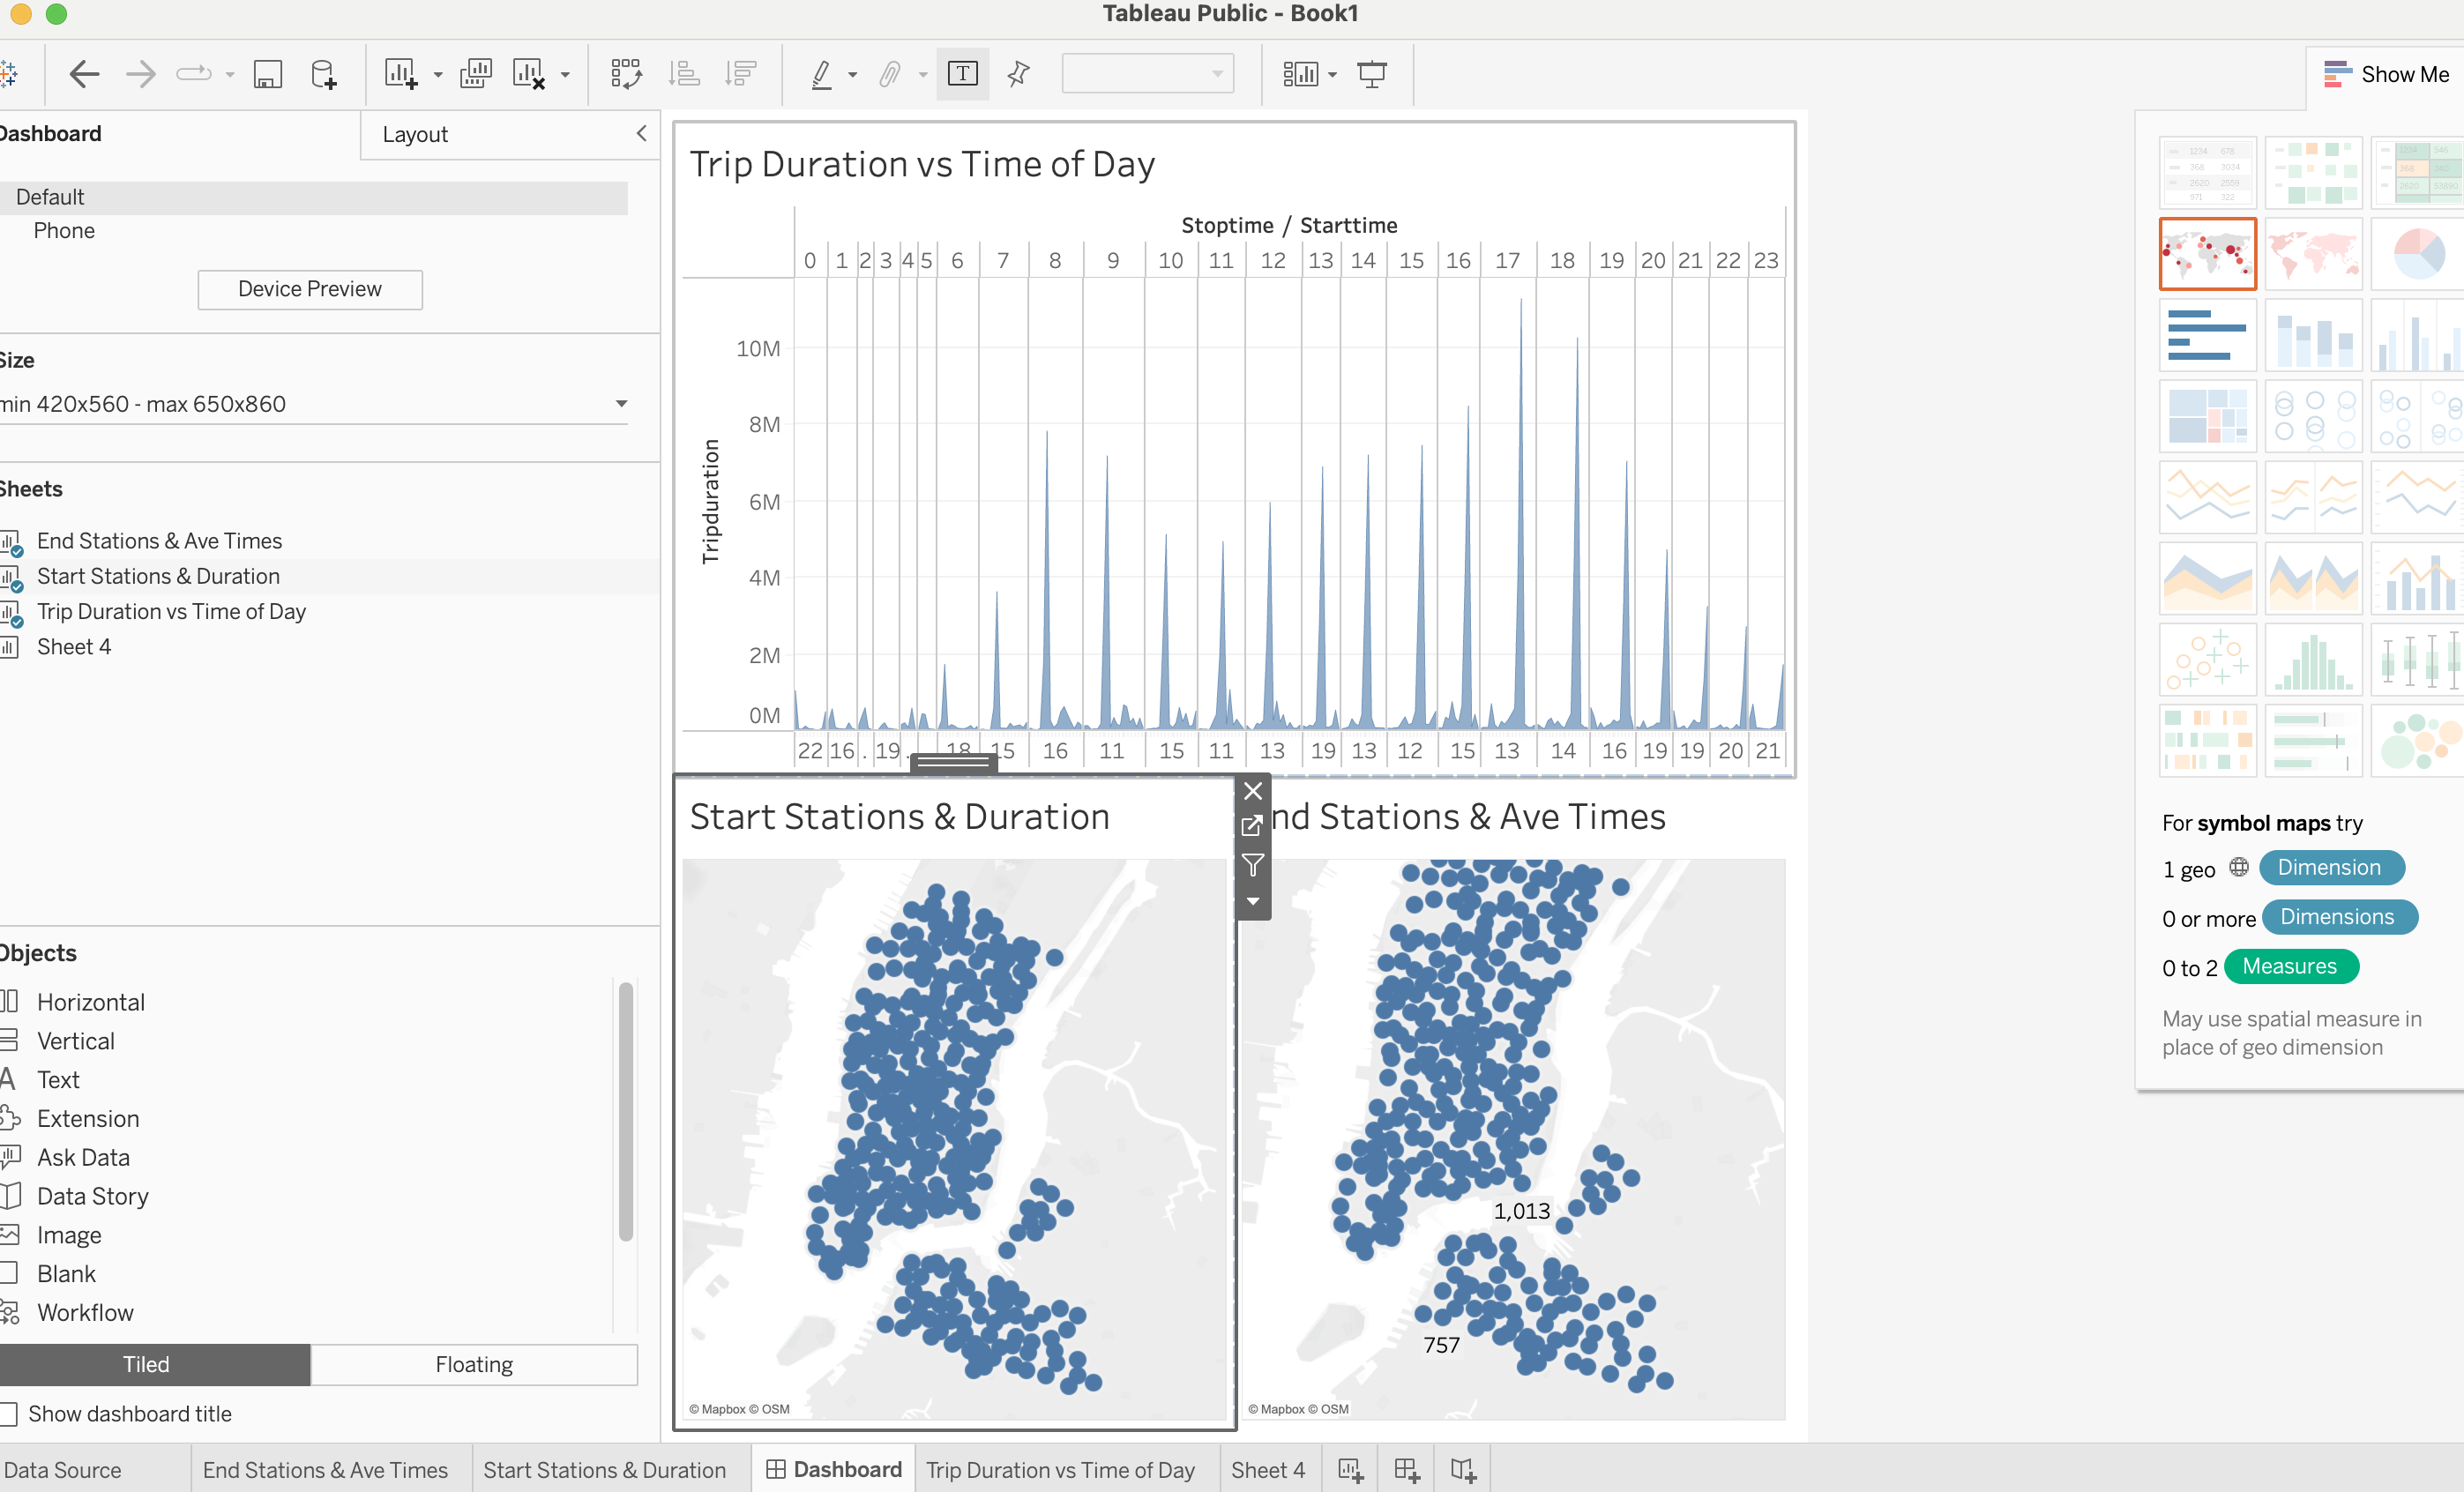 Tableau Public - Book1
Show Me
Dashboard
Layout
Default
Phone
Device Preview
Size
min 420x560 - max 650x860
Sheets
End Stations & Ave Times
Start Stations & Duration
Trip Duration vs Time of Day
Sheet 4
Objects
Horizontal
Vertical
Text
Extension
Ask Data
Data Story
Image
Blank
Workflow
Tiled
Floating
Show dashboard title
Trip Duration vs Time of Day
Stoptime / Starttime
0 1 2 3 4 5 6 7 8 9 10 11 12 13 14 15 16 17 18 19 20 21 22 23
Tripduration
10M
8M
6M
4M
2M
0M
22 16 . 19 . 18 15 16 11 15 11 13 19 13 12 15 13 14 16 19 19 20 21
Start Stations & Duration
© Mapbox © OSM
nd Stations & Ave Times
1,013
757
© Mapbox © OSM
1234 678
368 3034
2620 2559
971 322
For symbol maps try
1 geo Dimension
0 or more Dimensions
0 to 2 Measures
May use spatial measure in
place of geo dimension
Data Source
End Stations & Ave Times
Start Stations & Duration
Dashboard
Trip Duration vs Time of Day
Sheet 4